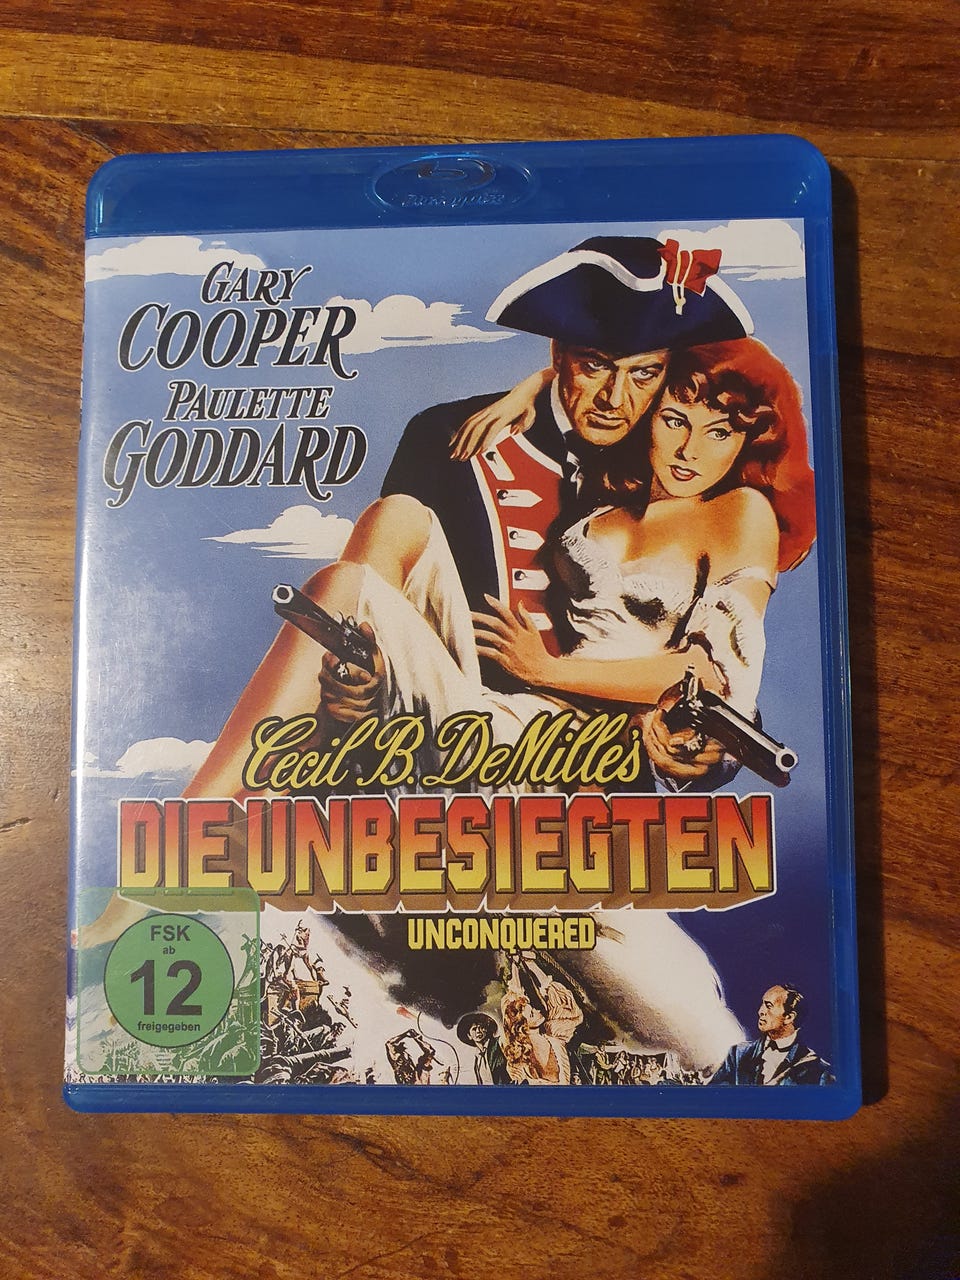 GARY
COOPER
PAULETTE
GODDARD
Cecil B. DeMille's
DIE UNBESIEGTEN
UNCONQUERED
FSK
ab
12
freigegeben